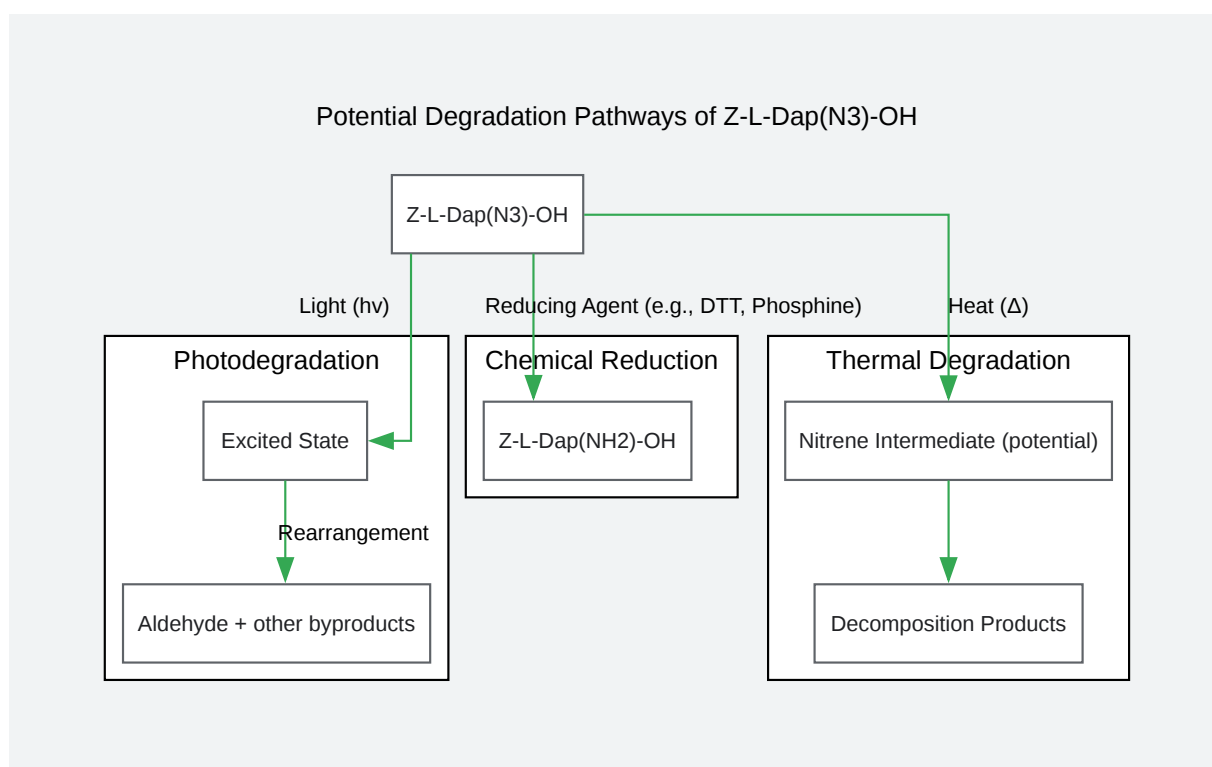 Potential Degradation Pathways of Z-L-Dap(N3)-OH
Z-L-Dap(N3)-OH
Light (hv)
Reducing Agent (e.g., DTT, Phosphine)
Heat (Δ)
Photodegradation
Chemical Reduction
Thermal Degradation
Excited State
Z-L-Dap(NH2)-OH
Nitrene Intermediate (potential)
Rearrangement
Aldehyde + other byproducts
Decomposition Products